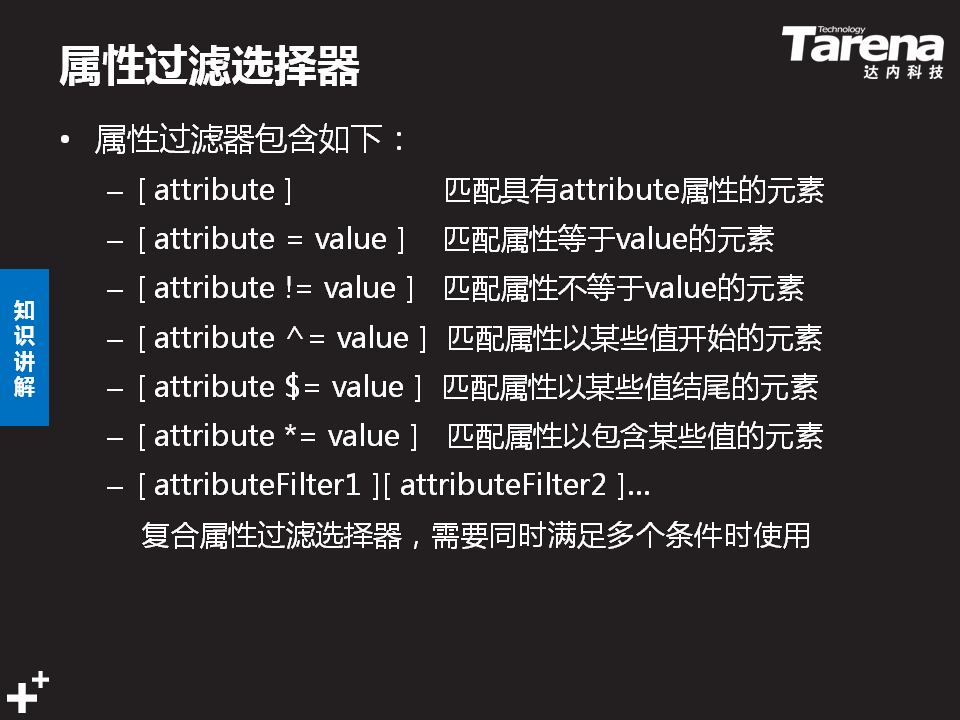 属性过滤选择器
Technology
Tarena
达内科技
• 属性过滤器包含如下：
– [ attribute ] 匹配具有attribute属性的元素
– [ attribute = value ] 匹配属性等于value的元素
– [ attribute != value ] 匹配属性不等于value的元素
– [ attribute ^= value ] 匹配属性以某些值开始的元素
– [ attribute $= value ] 匹配属性以某些值结尾的元素
– [ attribute *= value ] 匹配属性以包含某些值的元素
– [ attributeFilter1 ][ attributeFilter2 ]...
复合属性过滤选择器，需要同时满足多个条件时使用
知
识
讲
解